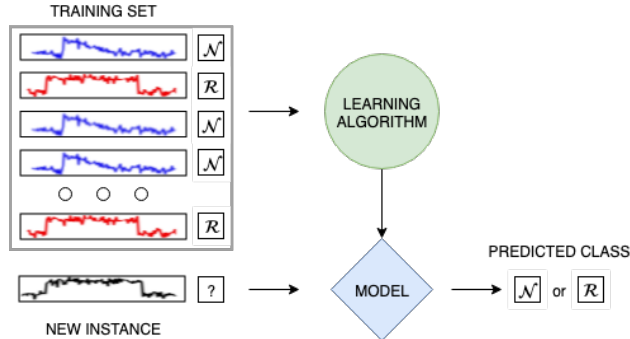 TRAINING SET
N
R
N
N
R
LEARNING
ALGORITHM
?
MODEL
PREDICTED CLASS
N or R
NEW INSTANCE